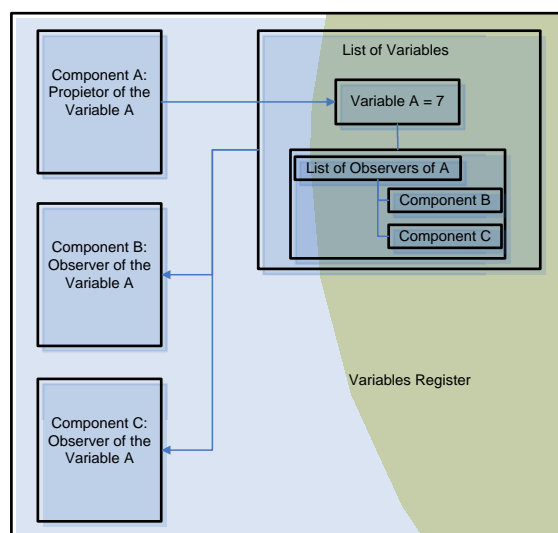 Component A:
Propietor of the
Variable A
List of Variables
Variable A = 7
List of Observers of A
Component B
Component C
Component B:
Observer of the
Variable A
Component C:
Observer of the
Variable A
Variables Register